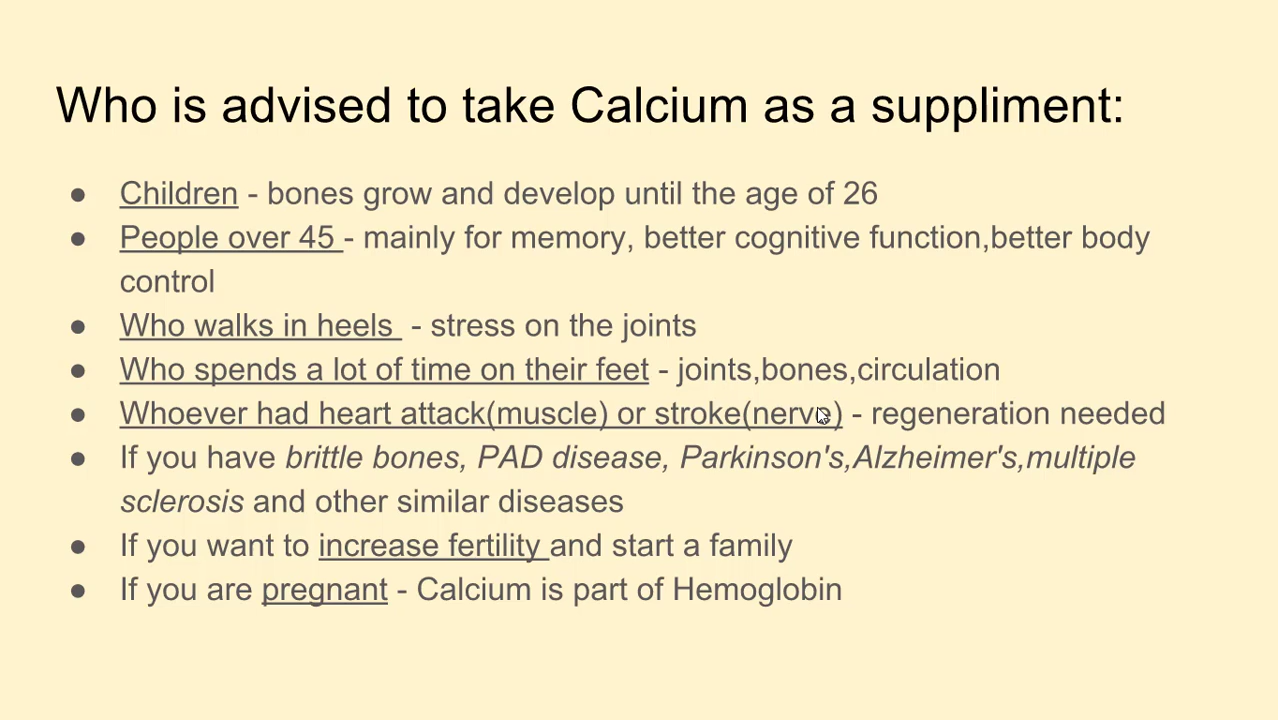 Who is advised to take Calcium as a suppliment:
● Children - bones grow and develop until the age of 26
● People over 45 - mainly for memory, better cognitive function,better body
control
● Who walks in heels  - stress on the joints
● Who spends a lot of time on their feet - joints,bones,circulation
● Whoever had heart attack(muscle) or stroke(nerve) - regeneration needed
● If you have brittle bones, PAD disease, Parkinson's,Alzheimer's,multiple
sclerosis and other similar diseases
● If you want to increase fertility and start a family
● If you are pregnant - Calcium is part of Hemoglobin